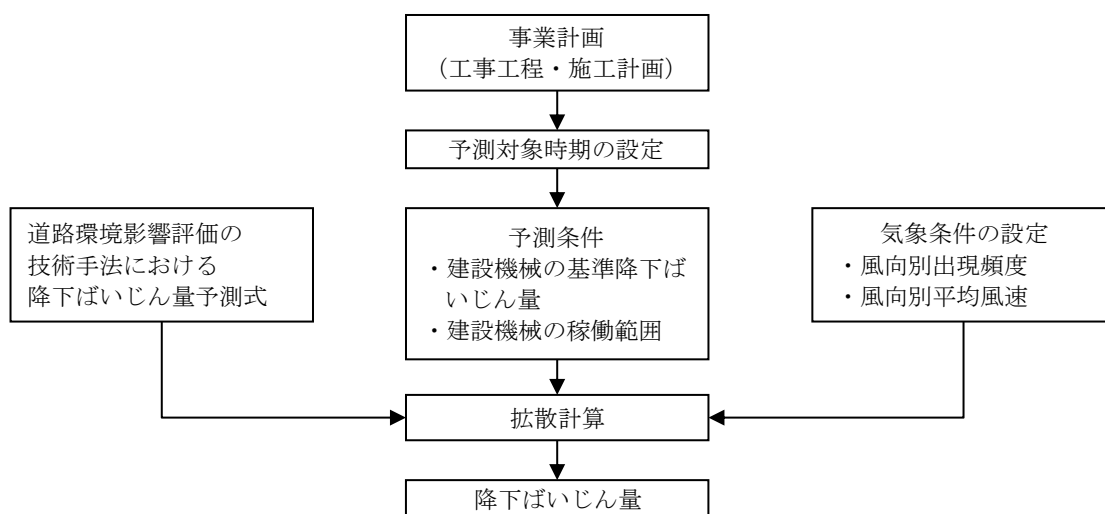 事業計画
（工事工程・施工計画）
予測対象時期の設定
道路環境影響評価の
技術手法における
降下ばいじん量予測式
予測条件
・建設機械の基準降下ば
いじん量
・建設機械の稼働範囲
気象条件の設定
・風向別出現頻度
・風向別平均風速
拡散計算
降下ばいじん量